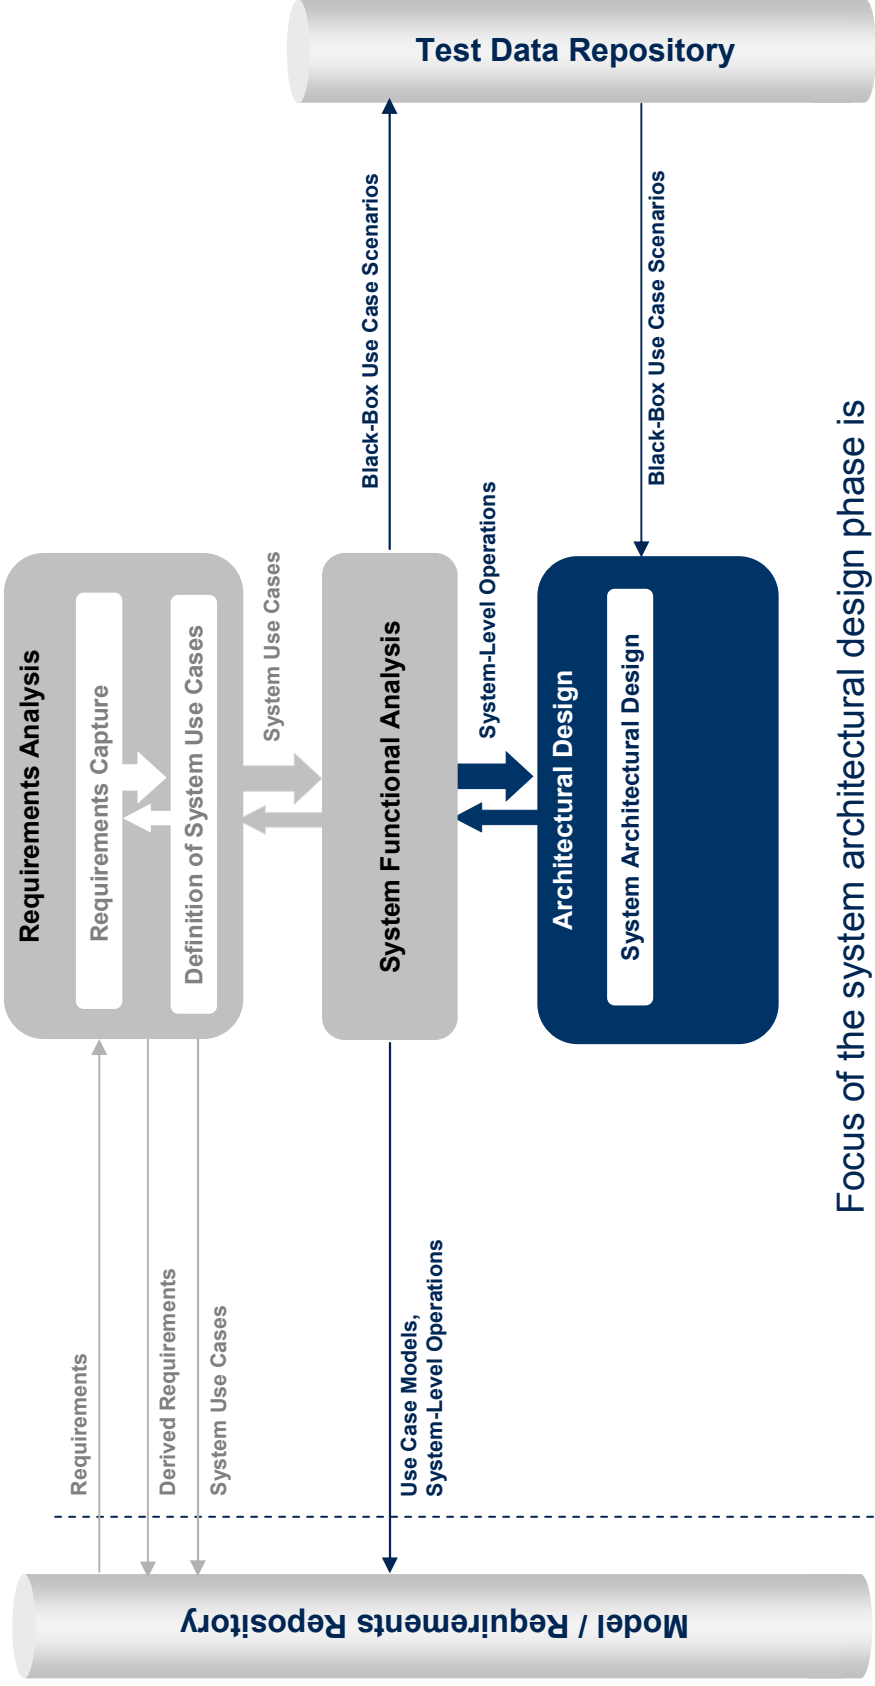 Requirements Analysis
Requirements Capture
Definition of System Use Cases
Requirements
Derived Requirements
System Use Cases
System Use Cases
System Functional Analysis
Use Case Models,
System-Level Operations
Black-Box Use Case Scenarios
System-Level Operations
Architectural Design
System Architectural Design
Black-Box Use Case Scenarios
Model / Requirements Repository
Test Data Repository
Focus of the system architectural design phase is